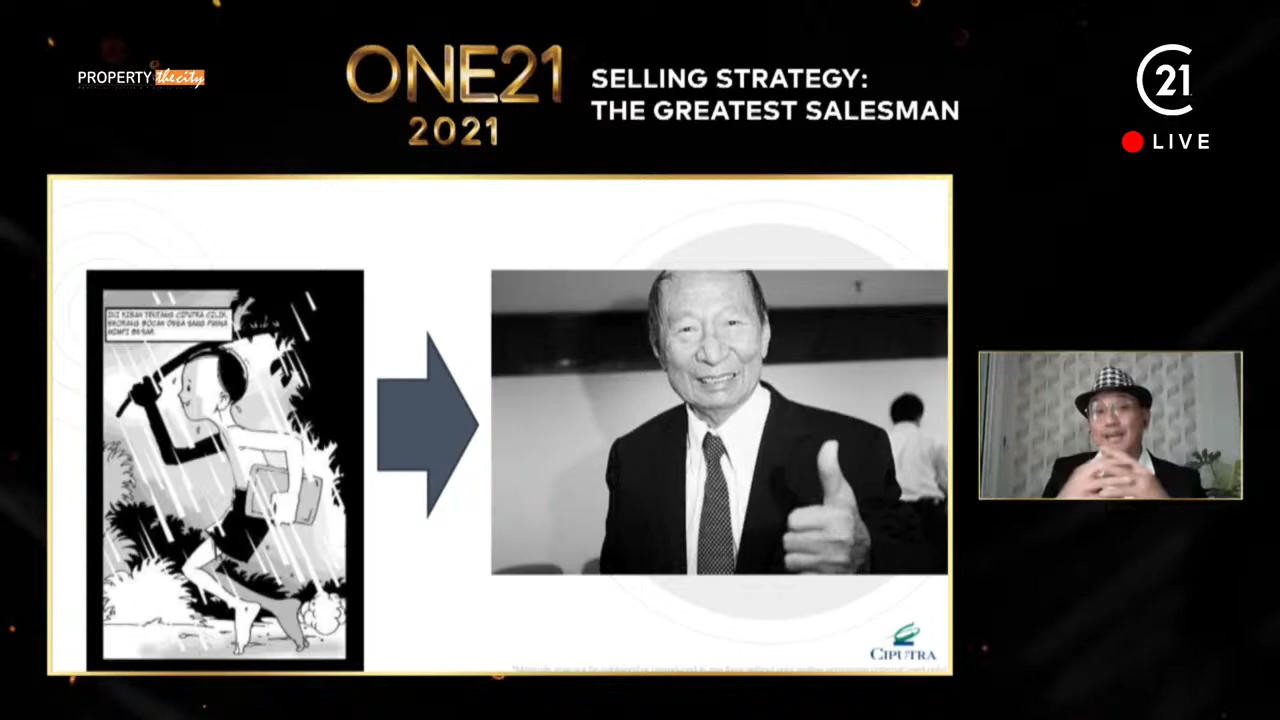 PROPERTY the city
ONE21
2021
SELLING STRATEGY:
THE GREATEST SALESMAN
21
LIVE
INI KISAH TENTANG CIPUTRA CILIK,
SEORANG BOCAH DESA YANG PUNYA
MIMPI BESAR.
CIPUTRA